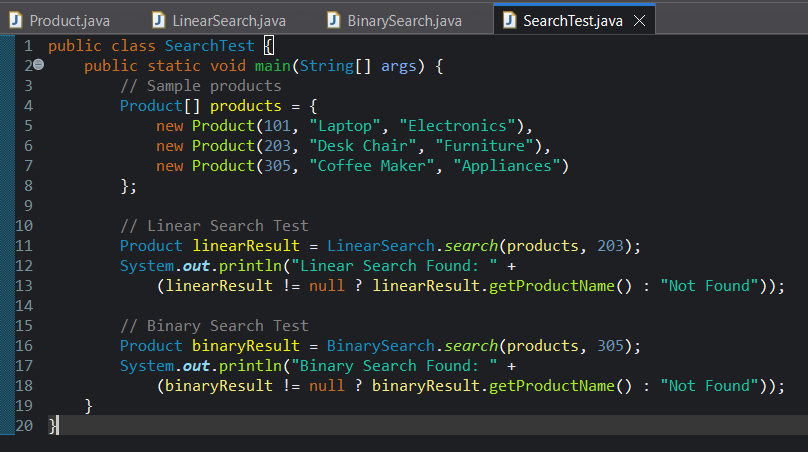 Product.java LinearSearch.java BinarySearch.java SearchTest.java
1 public class SearchTest {
2     public static void main(String[] args) {
3         // Sample products
4         Product[] products = {
5             new Product(101, "Laptop", "Electronics"),
6             new Product(203, "Desk Chair", "Furniture"),
7             new Product(305, "Coffee Maker", "Appliances")
8         };
9
10         // Linear Search Test
11         Product linearResult = LinearSearch.search(products, 203);
12         System.out.println("Linear Search Found: " +
13             (linearResult != null ? linearResult.getProductName() : "Not Found"));
14
15         // Binary Search Test
16         Product binaryResult = BinarySearch.search(products, 305);
17         System.out.println("Binary Search Found: " +
18             (binaryResult != null ? binaryResult.getProductName() : "Not Found"));
19     }
20 }